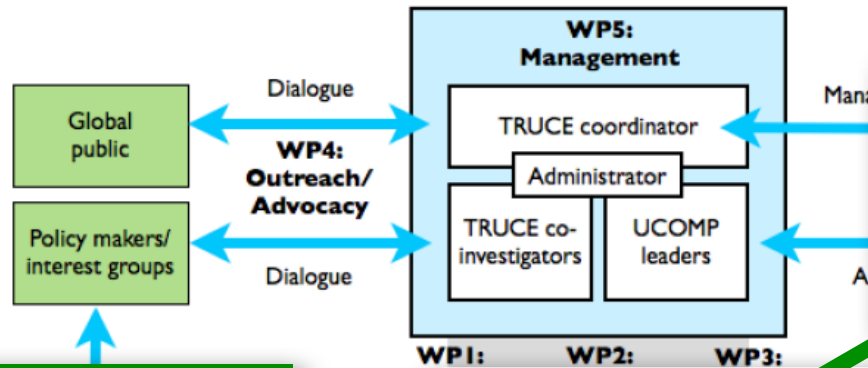 WP5:
Management
Global
public
Dialogue
WP4:
Outreach/
Advocacy
TRUCE coordinator
Administrator
Policy makers/
interest groups
Dialogue
TRUCE co-
investigators
UCOMP
leaders
WP1:
WP2:
WP3: